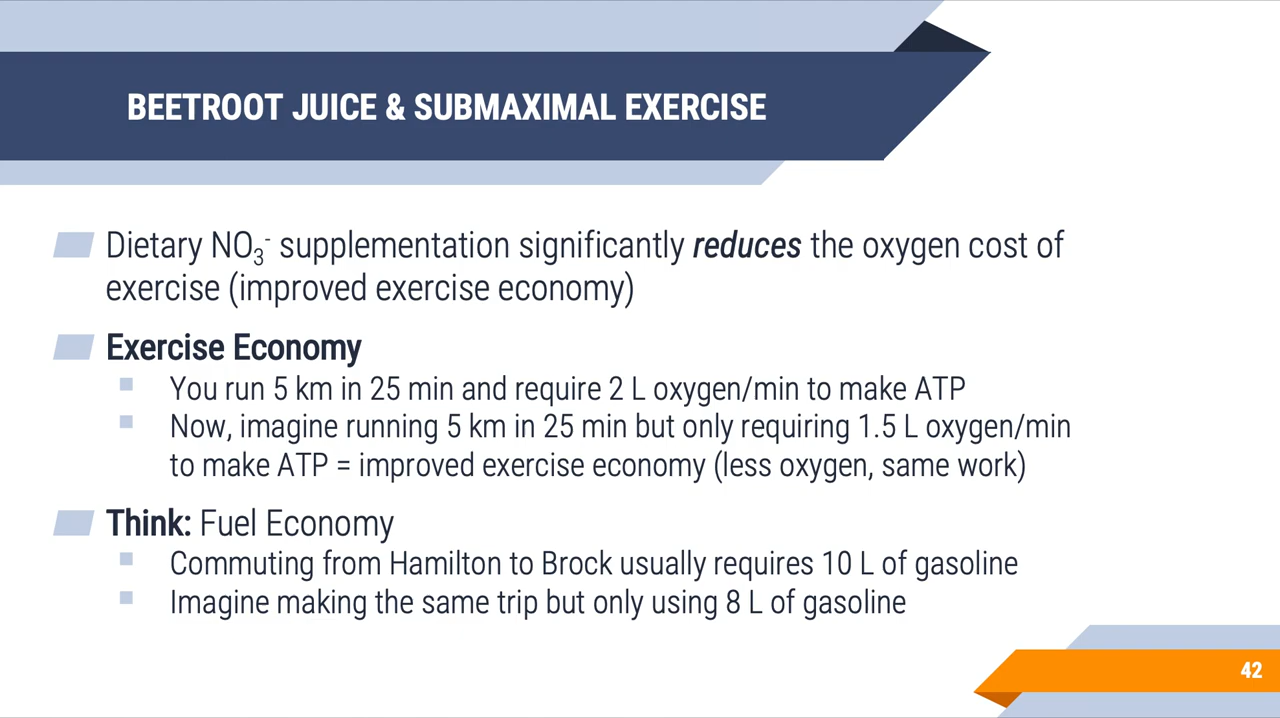 BEETROOT JUICE & SUBMAXIMAL EXERCISE
Dietary NO₃⁻ supplementation significantly reduces the oxygen cost of
exercise (improved exercise economy)
Exercise Economy
You run 5 km in 25 min and require 2 L oxygen/min to make ATP
Now, imagine running 5 km in 25 min but only requiring 1.5 L oxygen/min
to make ATP = improved exercise economy (less oxygen, same work)
Think: Fuel Economy
Commuting from Hamilton to Brock usually requires 10 L of gasoline
Imagine making the same trip but only using 8 L of gasoline
42